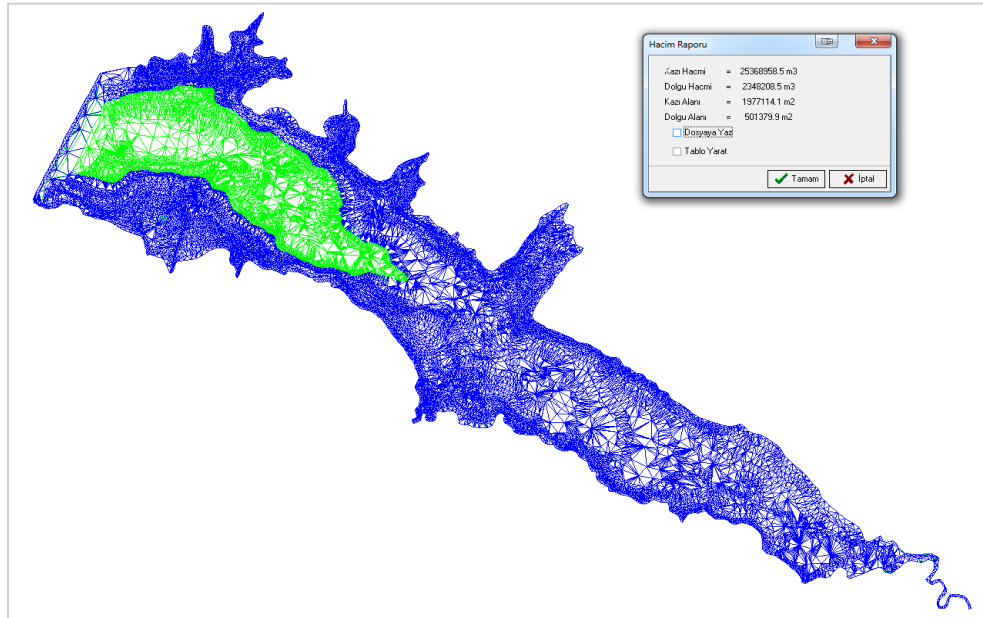 Hacim Raporu
Kazı Hacmi = 25368958.5 m3
Dolgu Hacmi = 2348208.5 m3
Kazı Alanı = 1977114.1 m2
Dolgu Alanı = 501379.9 m2
Dosyaya Yaz
Tablo Yarat
Tamam İptal